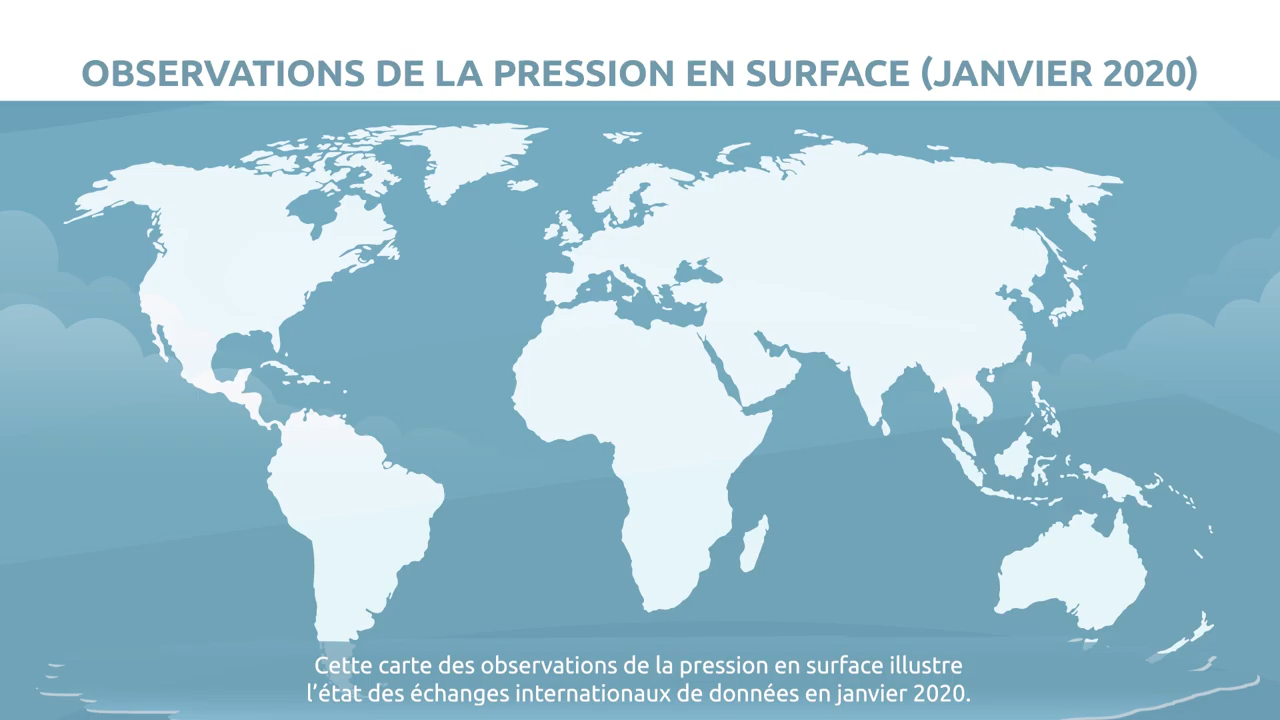 OBSERVATIONS DE LA PRESSION EN SURFACE (JANVIER 2020)
Cette carte des observations de la pression en surface illustre
l’état des échanges internationaux de données en janvier 2020.